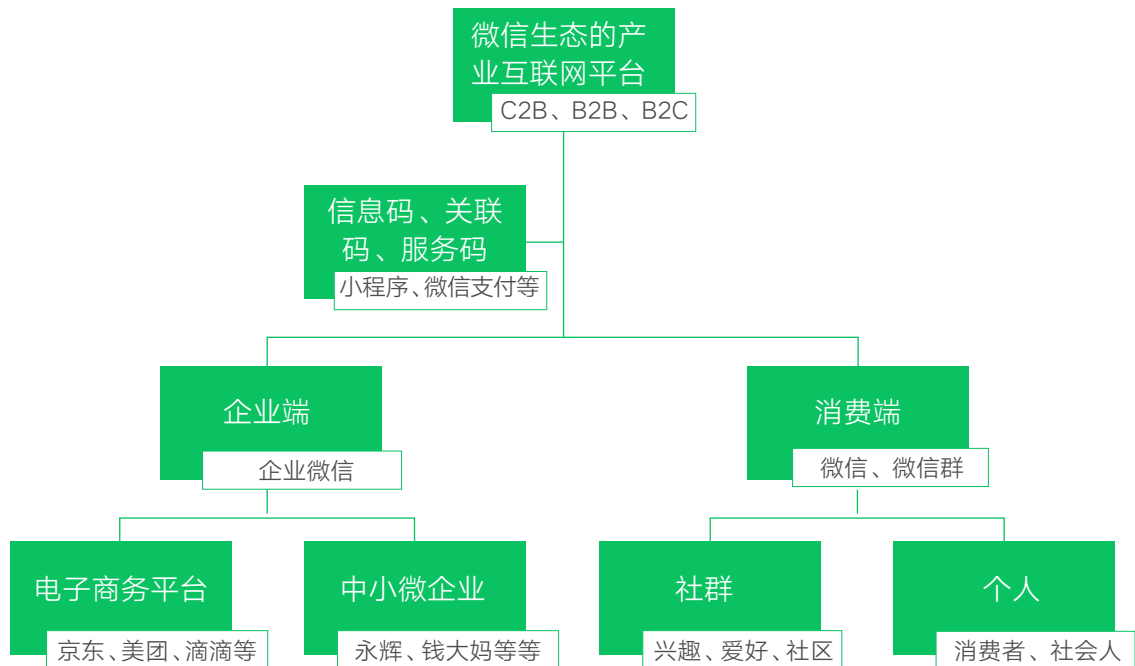 微信生态的产
业互联网平台
C2B、B2B、B2C
信息码、关联
码、服务码
小程序、微信支付等
企业端
企业微信
消费端
微信、微信群
电子商务平台
京东、美团、滴滴等
中小微企业
永辉、钱大妈等等
社群
兴趣、爱好、社区
个人
消费者、社会人